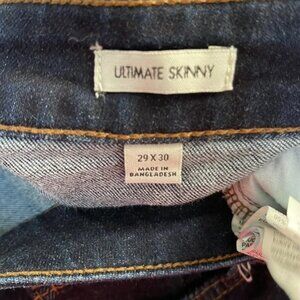 ULTIMATE SKINNY
29 X 30
MADE IN
BANGLADESH